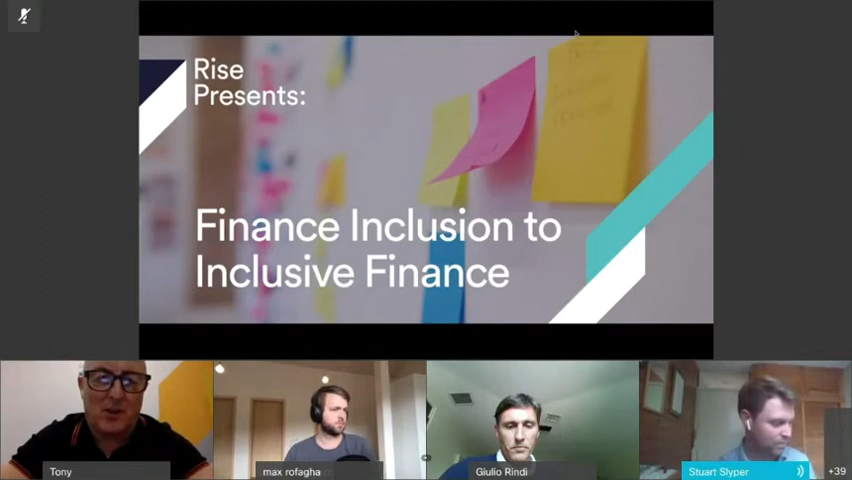 Rise
Presents:
Finance Inclusion to
Inclusive Finance
Tony
max rofagha
Giulio Rindi
Stuart Slyper
+39